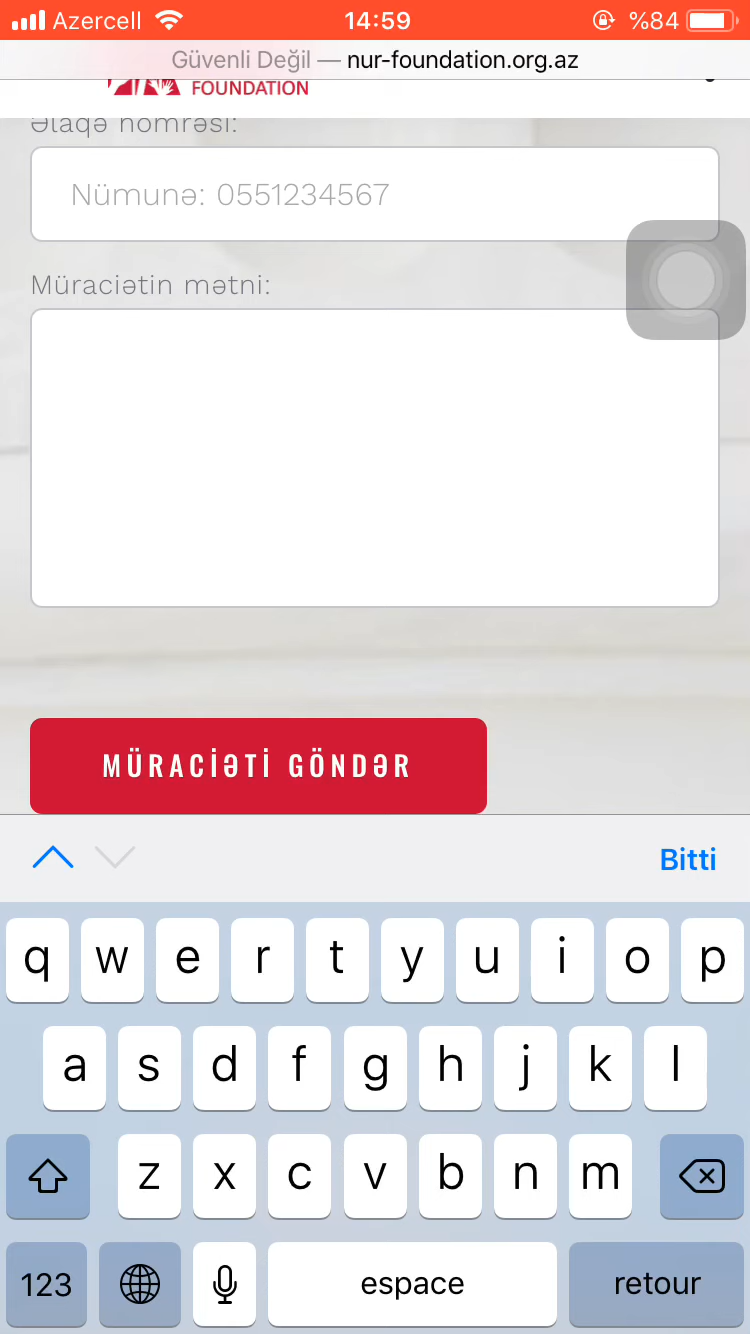 Azercell 14:59 %84
Güvenli Değil — nur-foundation.org.az
FOUNDATION
Əlaqə nömrəsi:
Nümunə: 0551234567
Müraciətin mətni:
MÜRACİƏTİ GÖNDƏR
Bitti
q w e r t y u i o p
a s d f g h j k l
z x c v b n m
123 espace retour